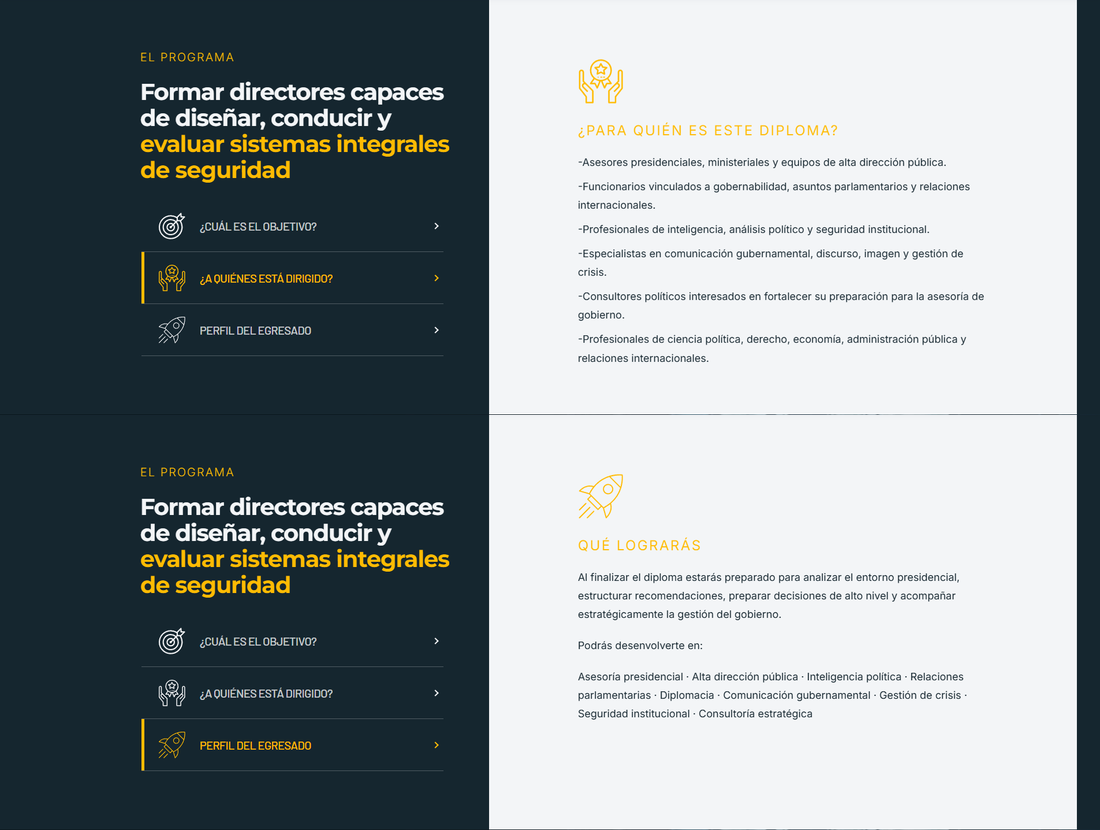 EL PROGRAMA
Formar directores capaces
de diseñar, conducir y
evaluar sistemas integrales
de seguridad
¿CUÁL ES EL OBJETIVO?
¿A QUIÉNES ESTÁ DIRIGIDO?
PERFIL DEL EGRESADO
¿PARA QUIÉN ES ESTE DIPLOMA?
-Asesores presidenciales, ministeriales y equipos de alta dirección pública.
-Funcionarios vinculados a gobernabilidad, asuntos parlamentarios y relaciones
internacionales.
-Profesionales de inteligencia, análisis político y seguridad institucional.
-Especialistas en comunicación gubernamental, discurso, imagen y gestión de
crisis.
-Consultores políticos interesados en fortalecer su preparación para la asesoría de
gobierno.
-Profesionales de ciencia política, derecho, economía, administración pública y
relaciones internacionales.
EL PROGRAMA
Formar directores capaces
de diseñar, conducir y
evaluar sistemas integrales
de seguridad
¿CUÁL ES EL OBJETIVO?
¿A QUIÉNES ESTÁ DIRIGIDO?
PERFIL DEL EGRESADO
QUÉ LOGRARÁS
Al finalizar el diploma estarás preparado para analizar el entorno presidencial,
estructurar recomendaciones, preparar decisiones de alto nivel y acompañar
estratégicamente la gestión del gobierno.
Podrás desenvolverte en:
Asesoría presidencial · Alta dirección pública · Inteligencia política · Relaciones
parlamentarias · Diplomacia · Comunicación gubernamental · Gestión de crisis ·
Seguridad institucional · Consultoría estratégica